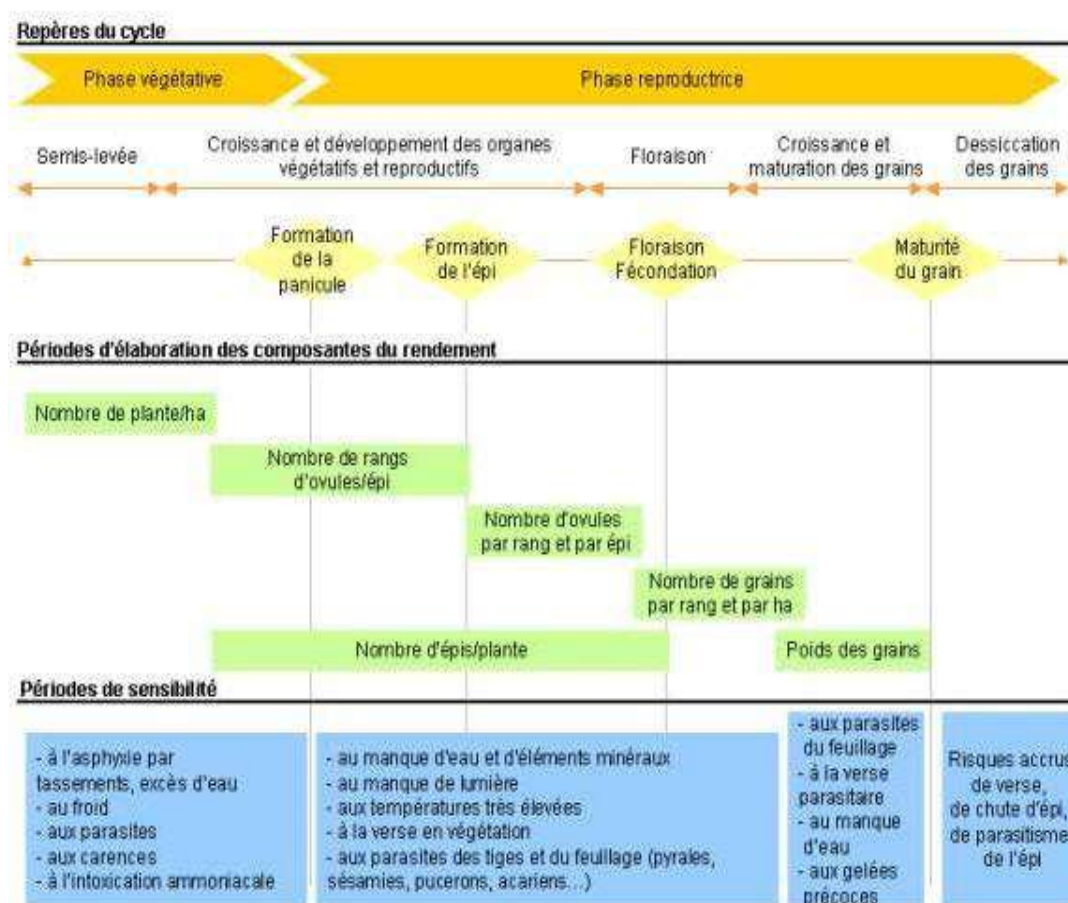 Repères du cycle
Phase végétative
Phase reproductrice
Semis-levée
Croissance et développement des organes
végétatifs et reproductifs
Floraison
Croissance et
maturation des grains
Dessiccation
des grains
Formation
de la
panicule
Formation
de l'épi
Floraison
Fécondation
Maturité
du grain
Périodes d'élaboration des composantes du rendement
Nombre de plante/ha
Nombre de rangs
d'ovules/épi
Nombre d'ovules
par rang et par épi
Nombre de grains
par rang et par ha
Nombre d'épis/plante
Poids des grains
Périodes de sensibilité
- à l'asphyxie par
tassements, excès d'eau
- au froid
- aux parasites
- aux carences
- à l'intoxication ammoniacale
- au manque d'eau et d'éléments minéraux
- au manque de lumière
- aux températures très élevées
- à la verse en végétation
- aux parasites des tiges et du feuillage (pyrales,
sésamies, pucerons, acariens...)
- aux parasites
du feuillage
- à la verse
parasitaire
- au manque
d'eau
- aux gelées
précoces
Risques accrus
de verse,
de chute d'épi,
de parasitisme
de l'épi